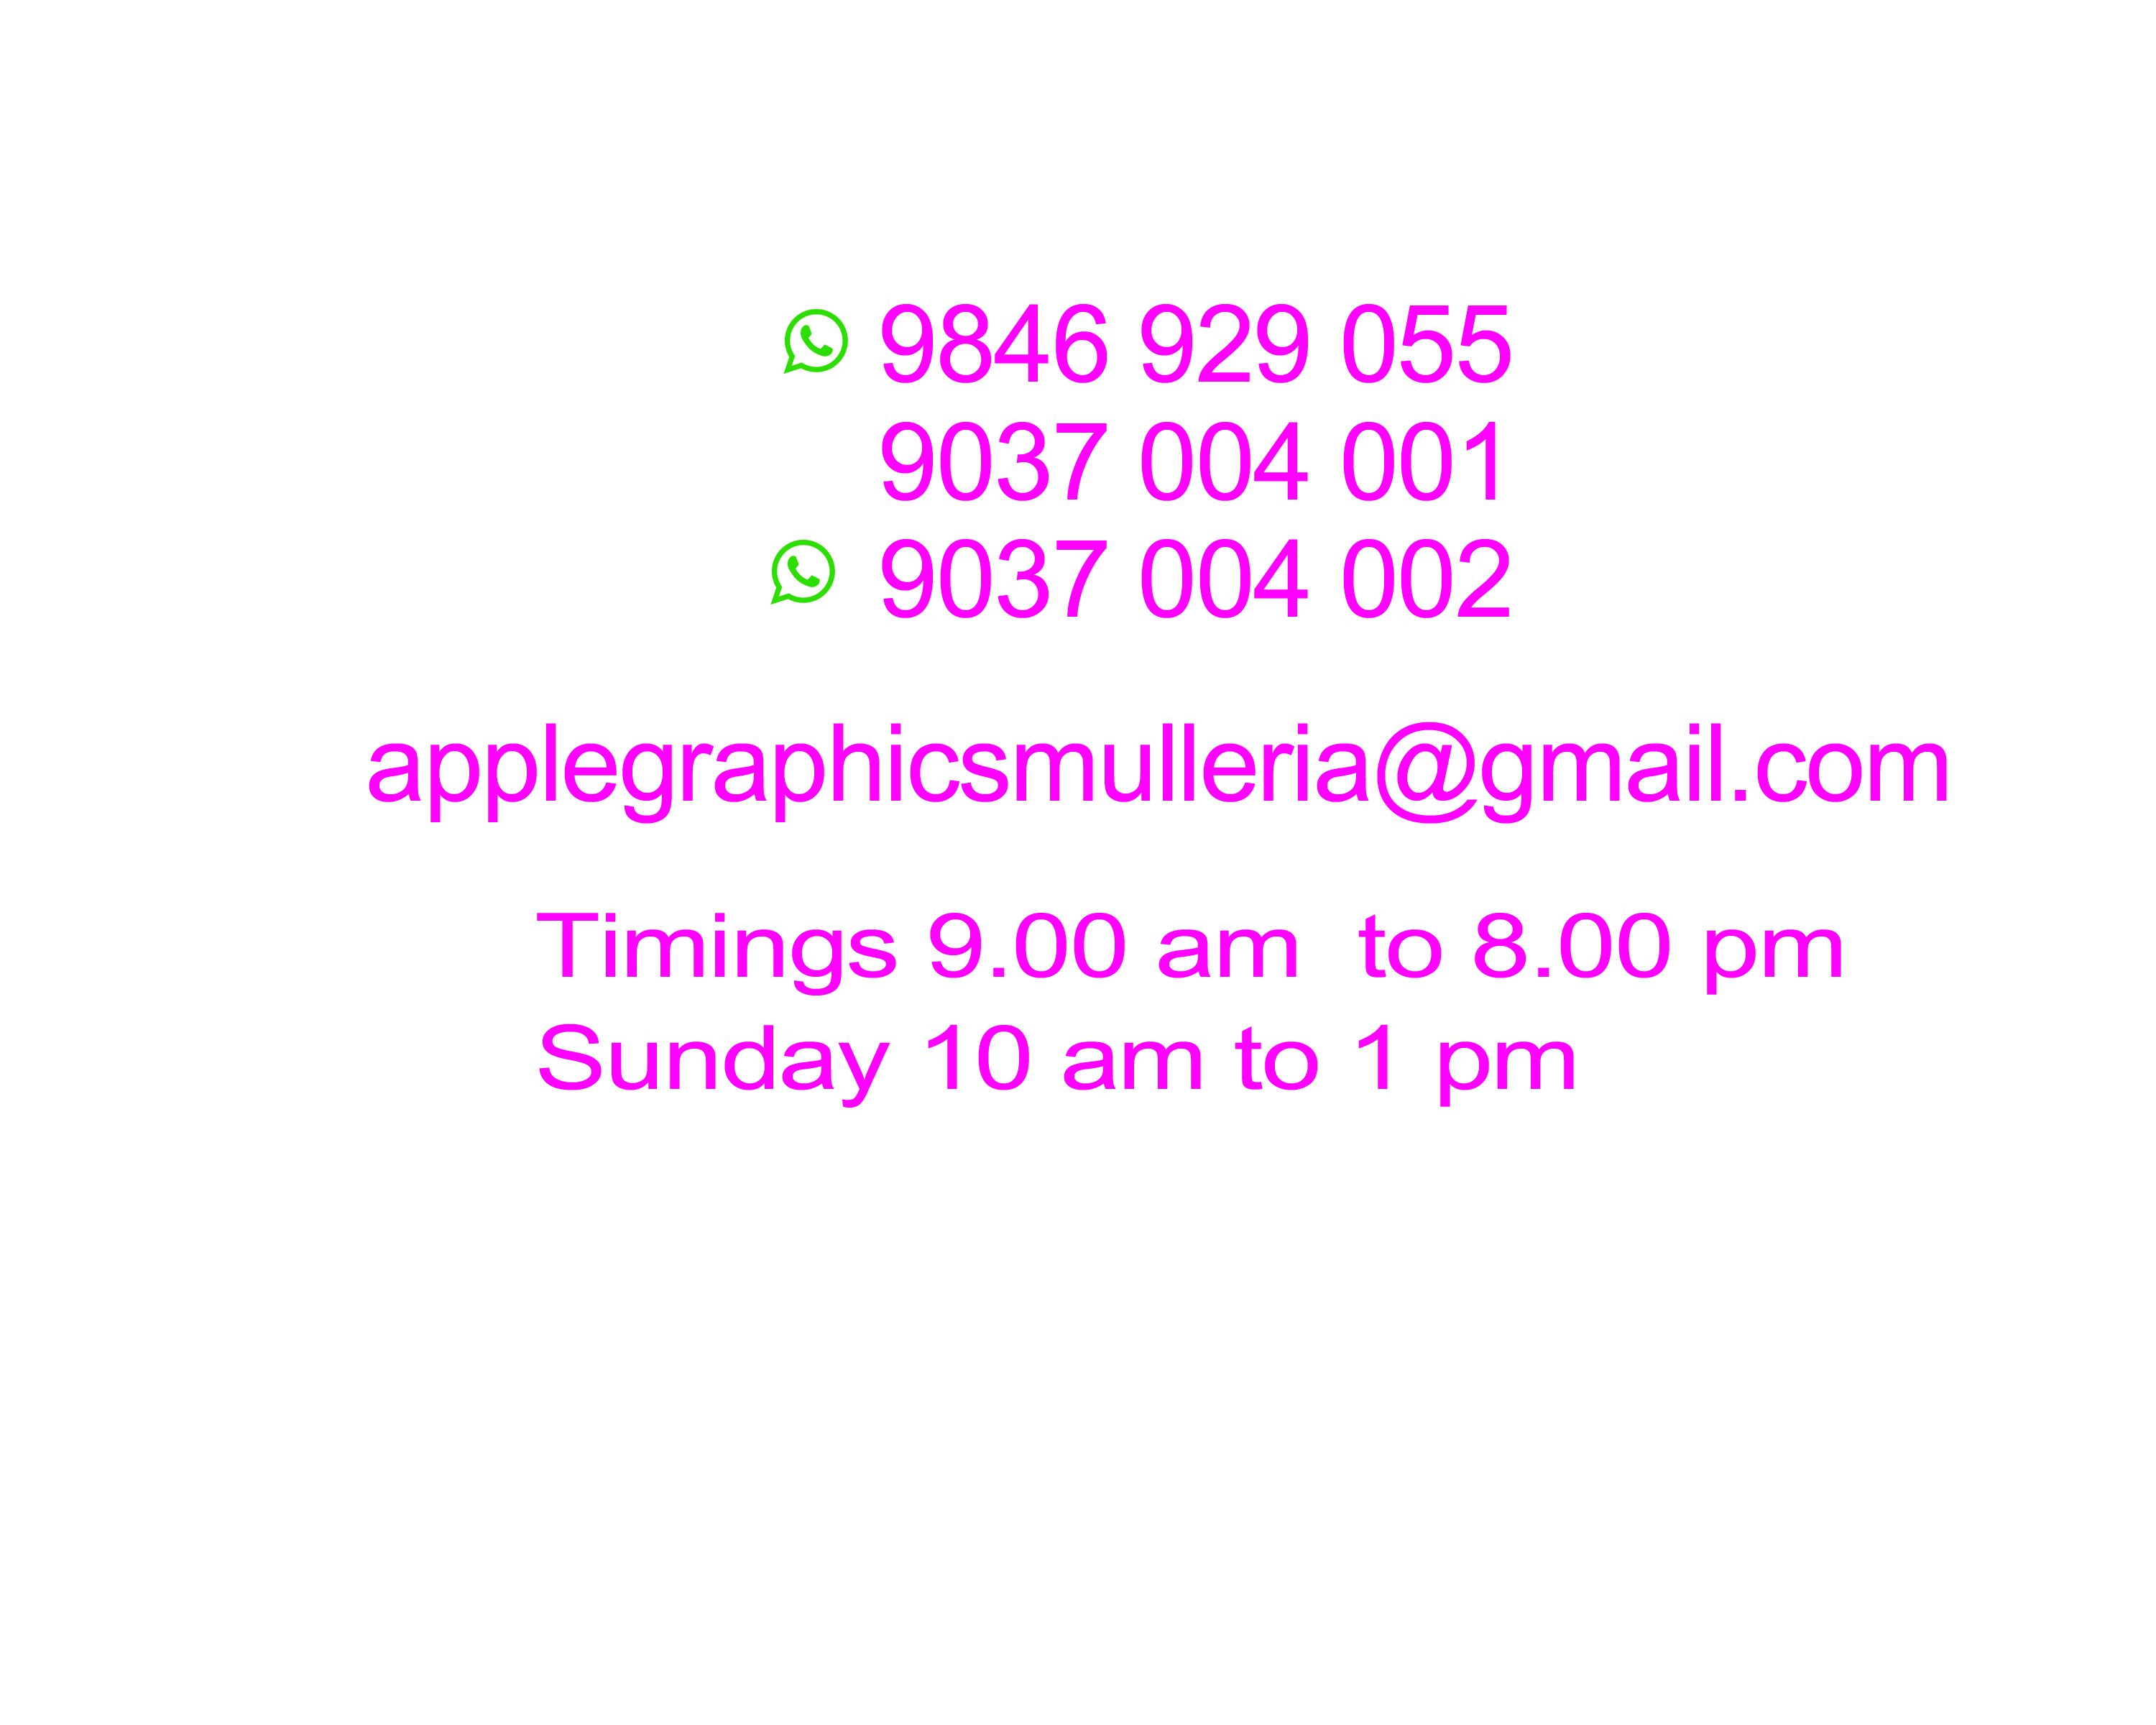 9846 929 055
9037 004 001
9037 004 002
applegraphicsmulleria@gmail.com
Timings 9.00 am to 8.00 pm
Sunday 10 am to 1 pm